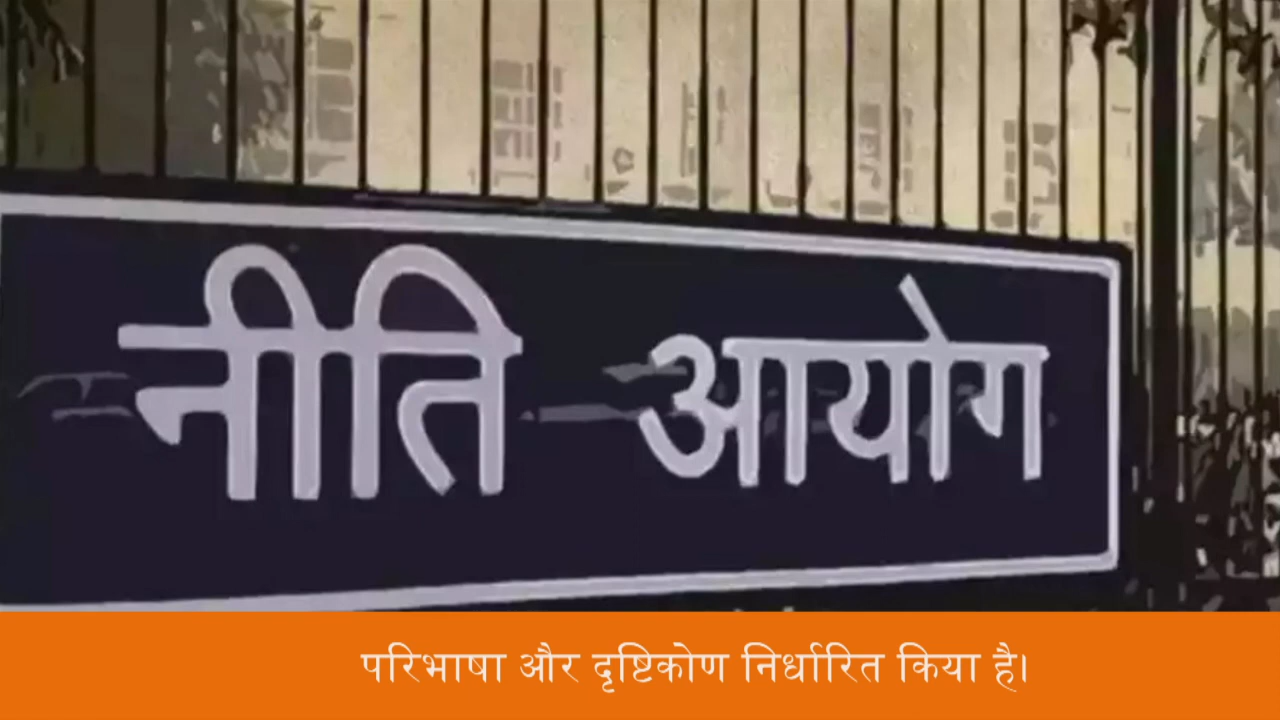 नीति आयोग
परिभाषा और दृष्टिकोण निर्धारित किया है।